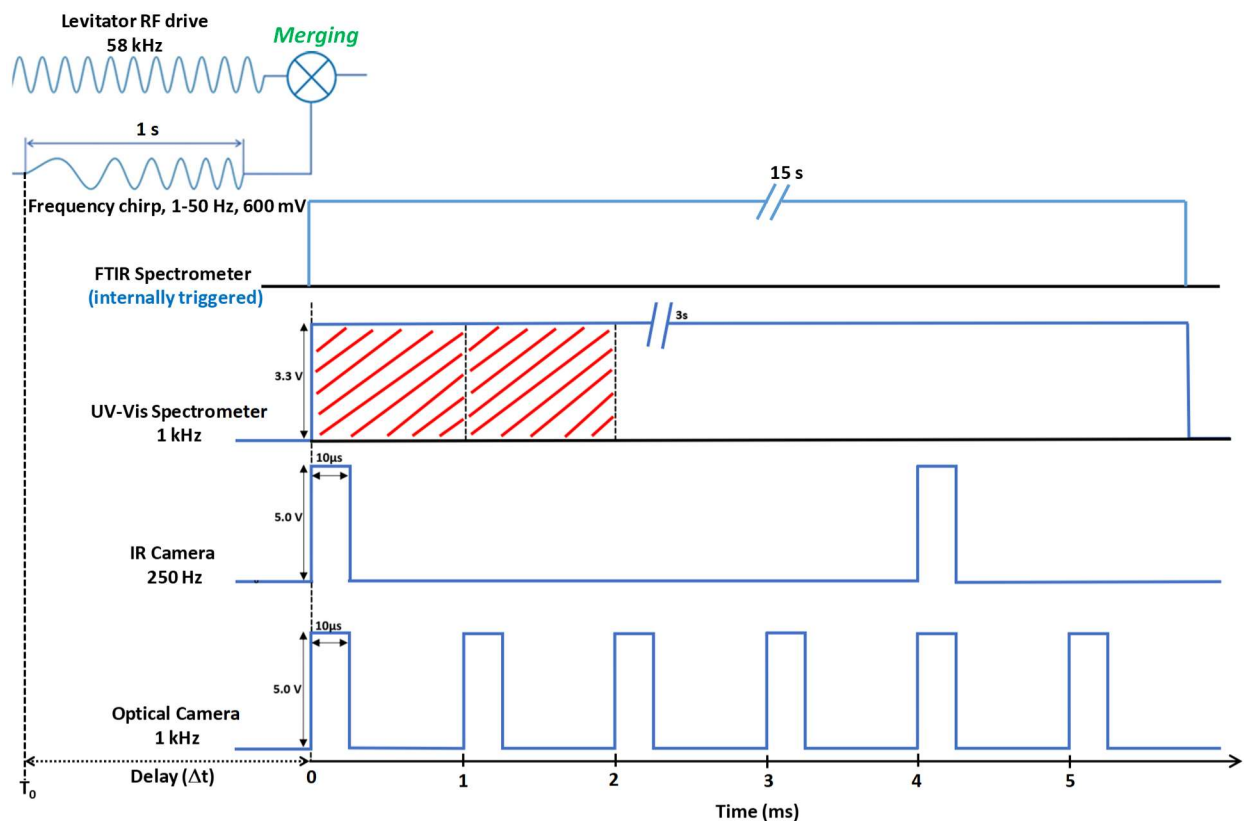 Levitator RF drive
58 kHz
Merging
1 s
Frequency chirp, 1-50 Hz, 600 mV
15 s
FTIR Spectrometer
(internally triggered)
3s
3.3 V
UV-Vis Spectrometer
1 kHz
10µs
5.0 V
IR Camera
250 Hz
10µs
5.0 V
Optical Camera
1 kHz
Delay (Δt)
T₀
0 1 2 3 4 5
Time (ms)